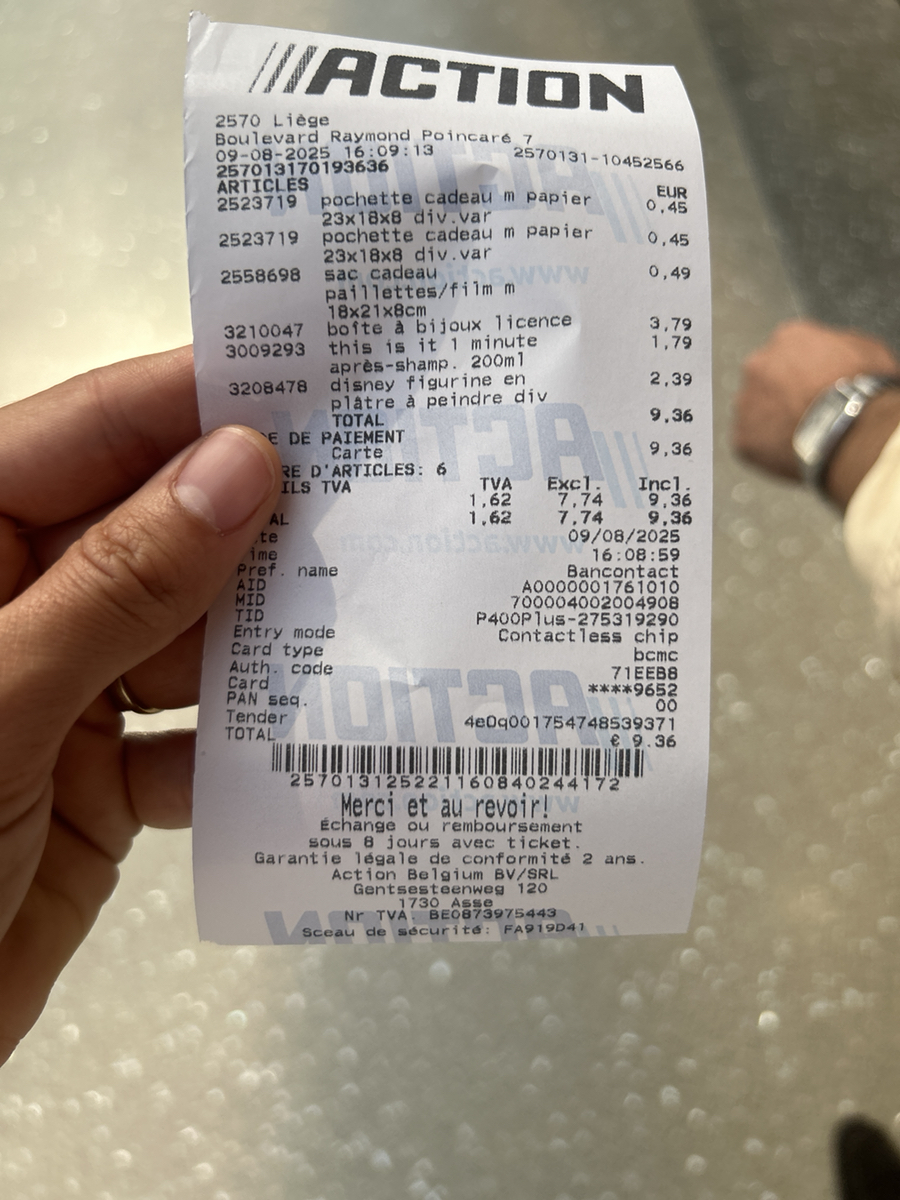 ACTION
2570 Liège
Boulevard Raymond Poincaré 7
09-08-2025 16:09:13 2570131-10452566
257013170193636
ARTICLES EUR
2523719 pochette cadeau m papier 0,45
23x18x8 div.var
2523719 pochette cadeau m papier 0,45
23x18x8 div.var
2558698 sac cadeau 0,49
paillettes/film m
18x21x8cm
3210047 boîte à bijoux licence 3,79
3009293 this is it 1 minute 1,79
après-shamp. 200ml
3208478 disney figurine en 2,39
plâtre à peindre div
TOTAL 9,36
E DE PAIEMENT
Carte 9,36
RE D'ARTICLES: 6
ILS TVA TVA Excl. Incl.
1,62 7,74 9,36
AL 1,62 7,74 9,36
te 09/08/2025
ime 16:08:59
Pref. name Bancontact
AID A0000001761010
MID 700004002004908
TID P400Plus-275319290
Entry mode Contactless chip
Card type bcmc
Auth. code 71EEB8
Card ****9652
PAN seq. 00
Tender 4e0q001754748539371
TOTAL € 9.36
2570131252211608402441​72
Merci et au revoir!
Échange ou remboursement
sous 8 jours avec ticket.
Garantie légale de conformité 2 ans.
Action Belgium BV/SRL
Gentsesteenweg 120
1730 Asse
Nr TVA. BE0873975443
Sceau de sécurité: FA919D41